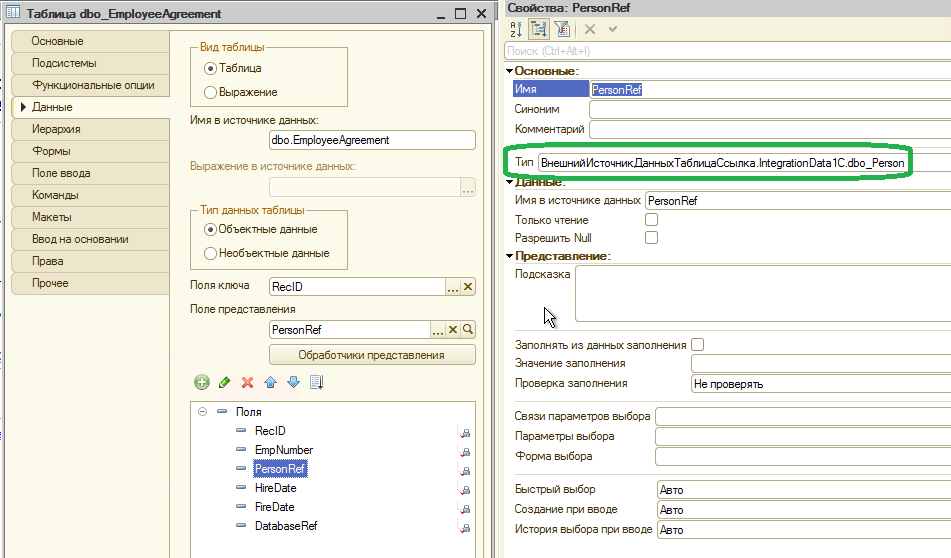 Таблица dbo_EmployeeAgreement
Основные
Подсистемы
Функциональные опции
Данные
Иерархия
Формы
Поле ввода
Команды
Макеты
Ввод на основании
Права
Прочее
Вид таблицы
Таблица
Выражение
Имя в источнике данных:
dbo.EmployeeAgreement
Выражение в источнике данных:
...
Тип данных таблицы
Объектные данные
Необъектные данные
Поля ключа
RecID
...
Поле представления
PersonRef
...
Обработчики представления
Поля
RecID
EmpNumber
PersonRef
HireDate
FireDate
DatabaseRef
Свойства: PersonRef
Поиск (Ctrl+Alt+I)
Основные:
Имя PersonRef
Синоним
Комментарий
Тип ВнешнийИсточникДанныхТаблицаСсылка.IntegrationData1C.dbo_Person
Данные:
Имя в источнике данных PersonRef
Только чтение
Разрешить Null
Представление:
Подсказка
Заполнять из данных заполнения
Значение заполнения
Проверка заполнения Не проверять
Связи параметров выбора
Параметры выбора
Форма выбора
Быстрый выбор Авто
Создание при вводе Авто
История выбора при вводе Авто